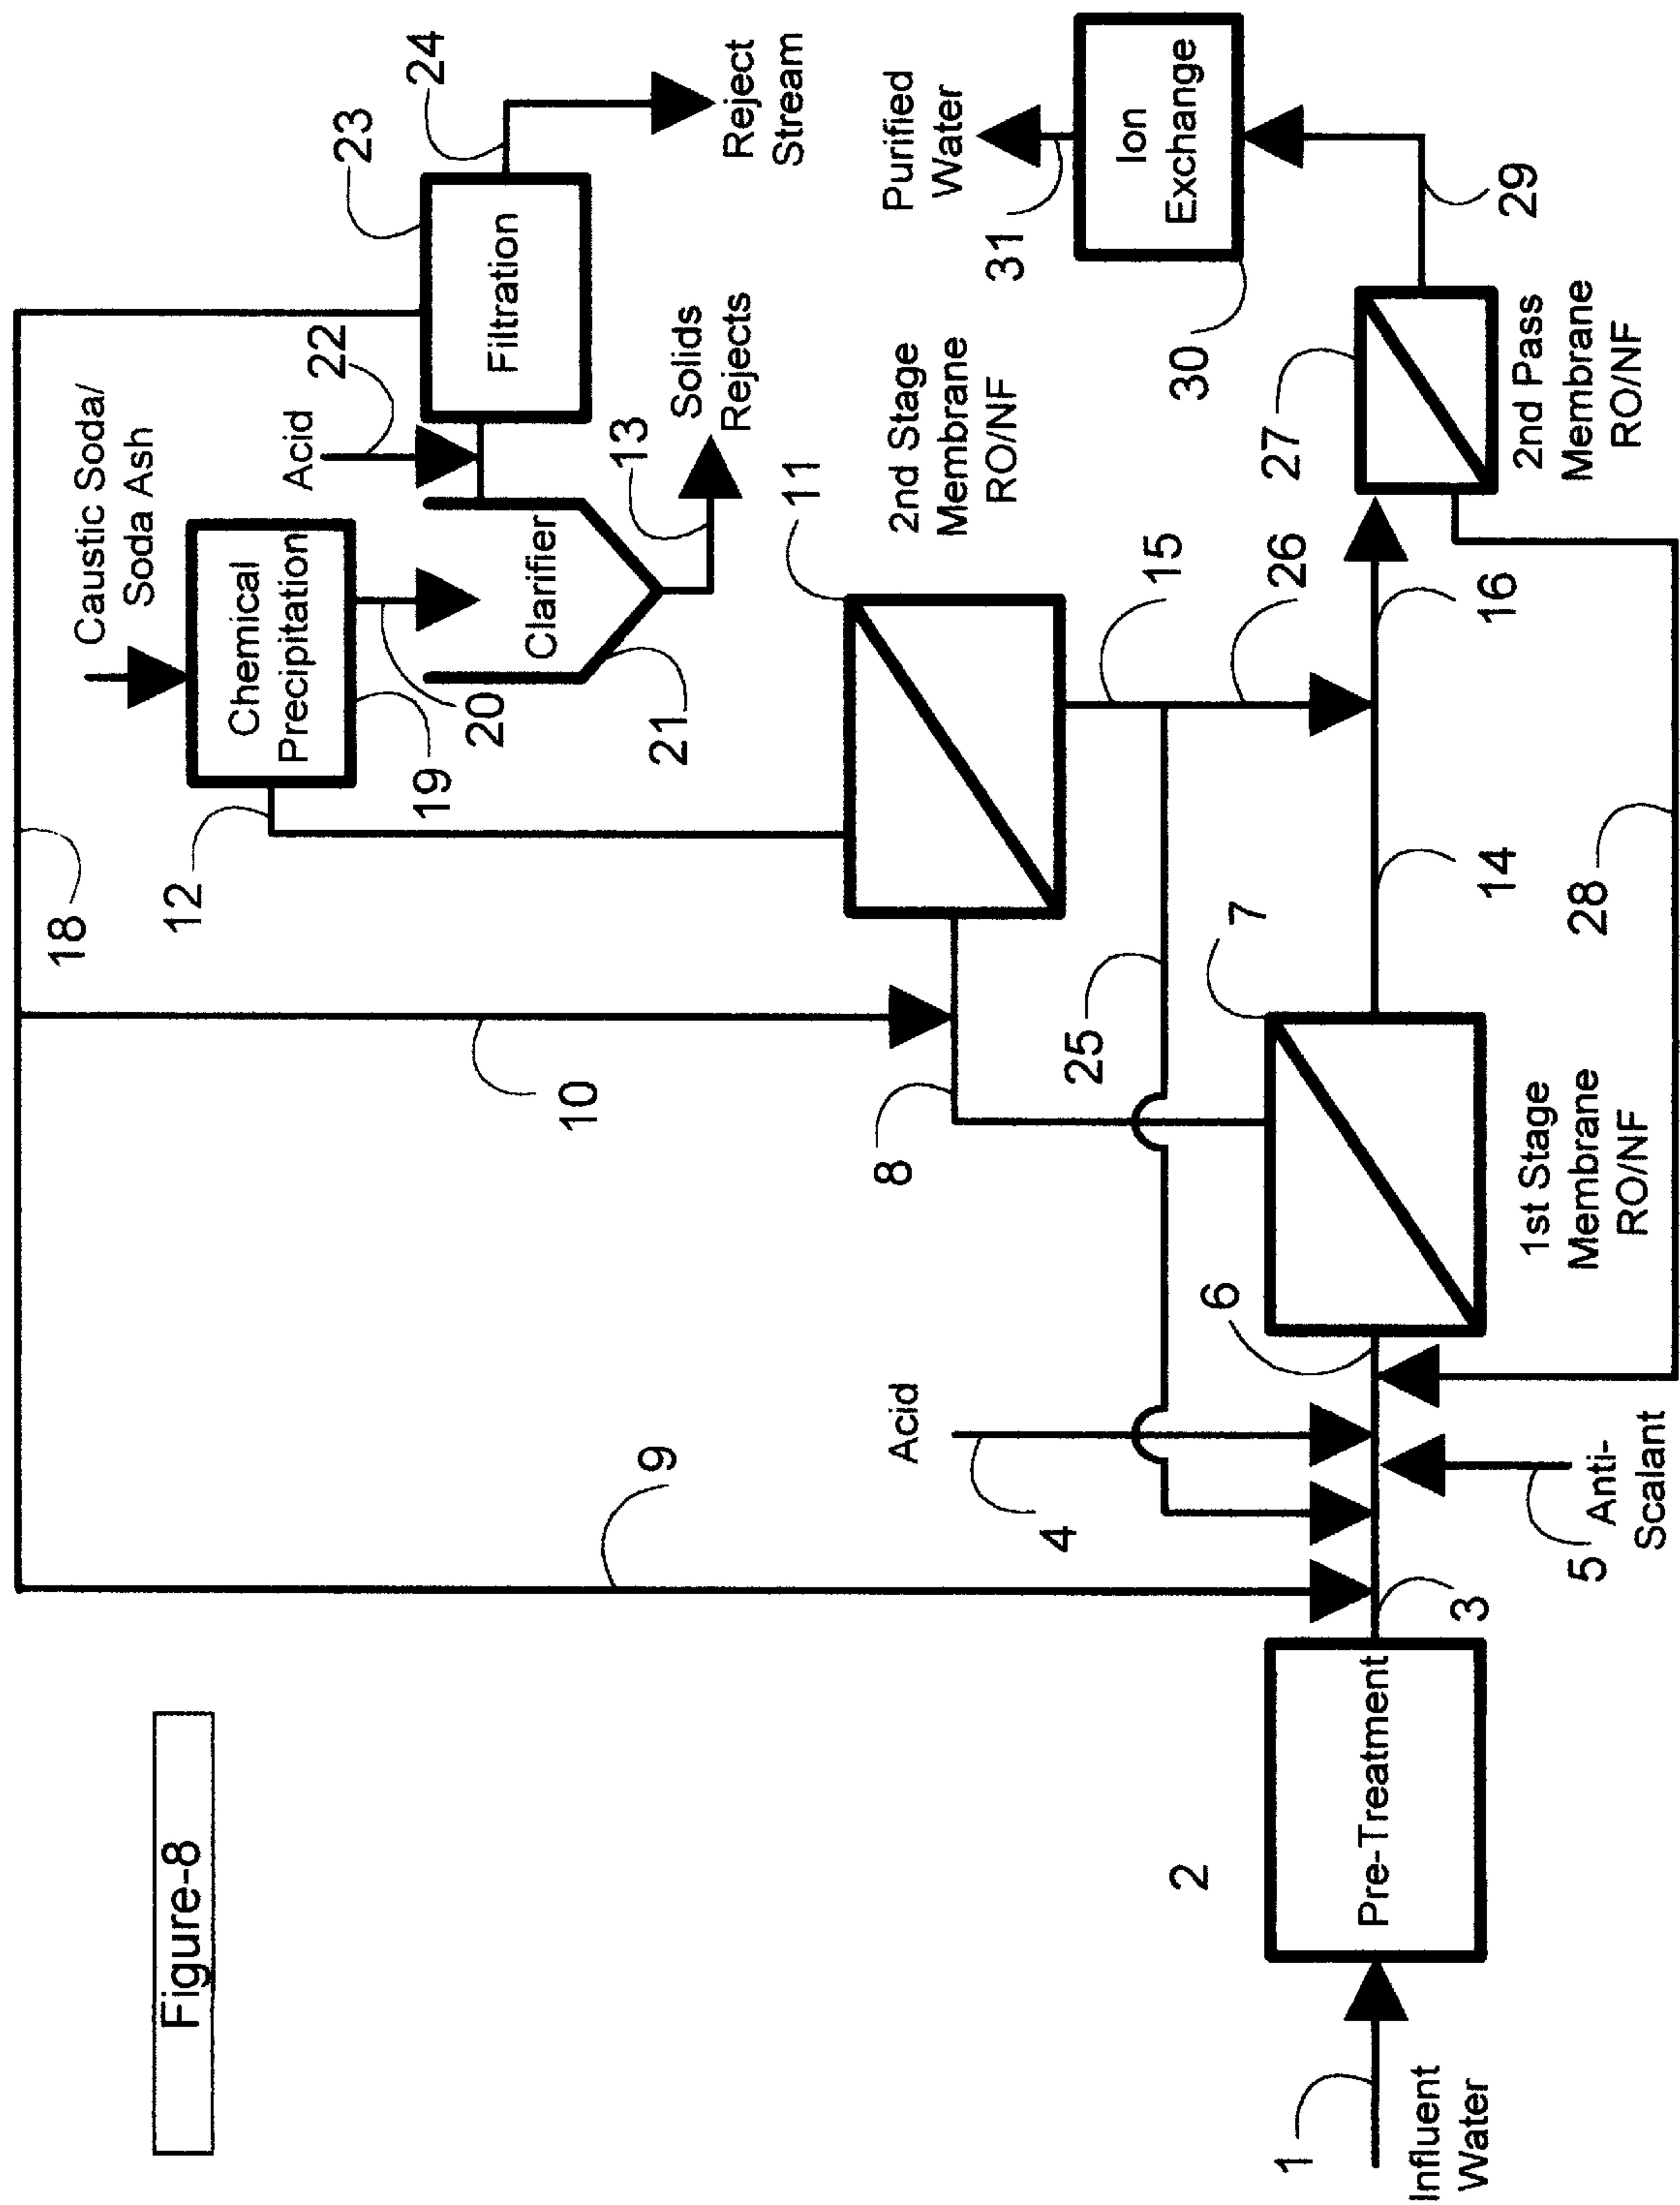 Figure-8
Caustic Soda/
Soda Ash
Chemical
Precipitation
12
19
20
18
Acid
22
23
Filtration
24
Reject
Stream
Clarifier
21
13
Solids
Rejects
10
9
8
11
2nd Stage
Membrane
RO/NF
25
15
26
Acid
4
Anti-
Scalant
5
1
Influent
Water
2
Pre-Treatment
3
6
7
1st Stage
Membrane
RO/NF
14
16
28
27
2nd Pass
Membrane
RO/NF
29
30
Ion
Exchange
31
Purified
Water